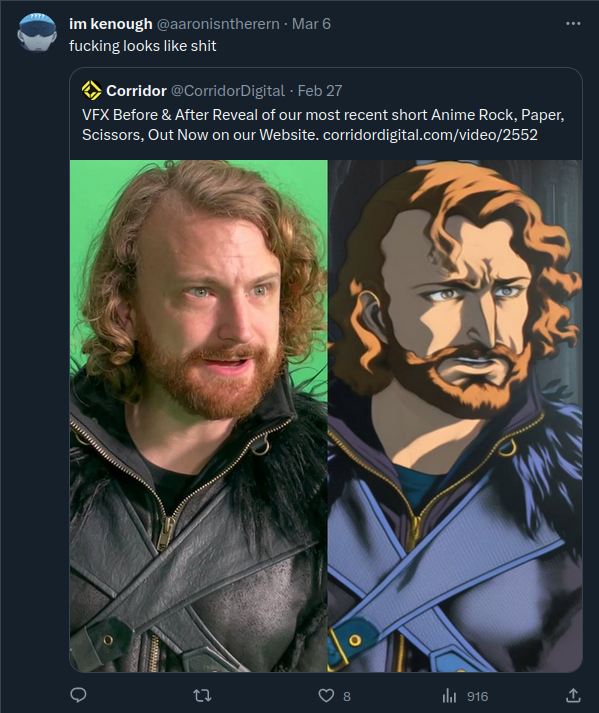 im kenough @aaronisntherern · Mar 6
fucking looks like shit
Corridor @CorridorDigital · Feb 27
VFX Before & After Reveal of our most recent short Anime Rock, Paper,
Scissors, Out Now on our Website. corridordigital.com/video/2552
8
916